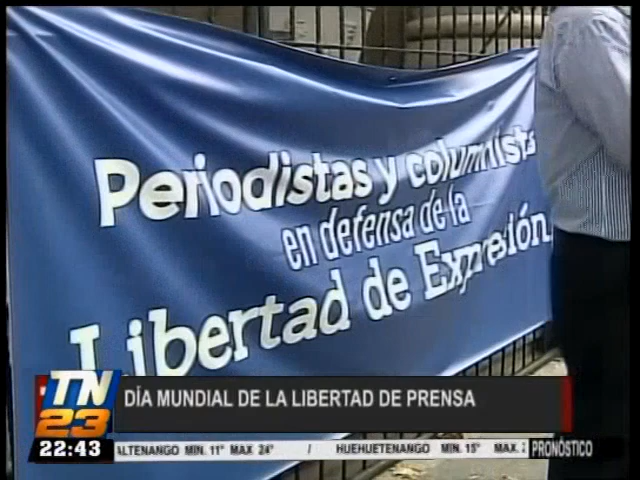 Periodistas y columnistas
en defensa de la
Libertad de Expresión
TN
23
DÍA MUNDIAL DE LA LIBERTAD DE PRENSA
22:43
ALTENANGO MIN. 11° MAX 24° / HUEHUETENANGO MIN. 15° MAX. 2
PRONÓSTICO